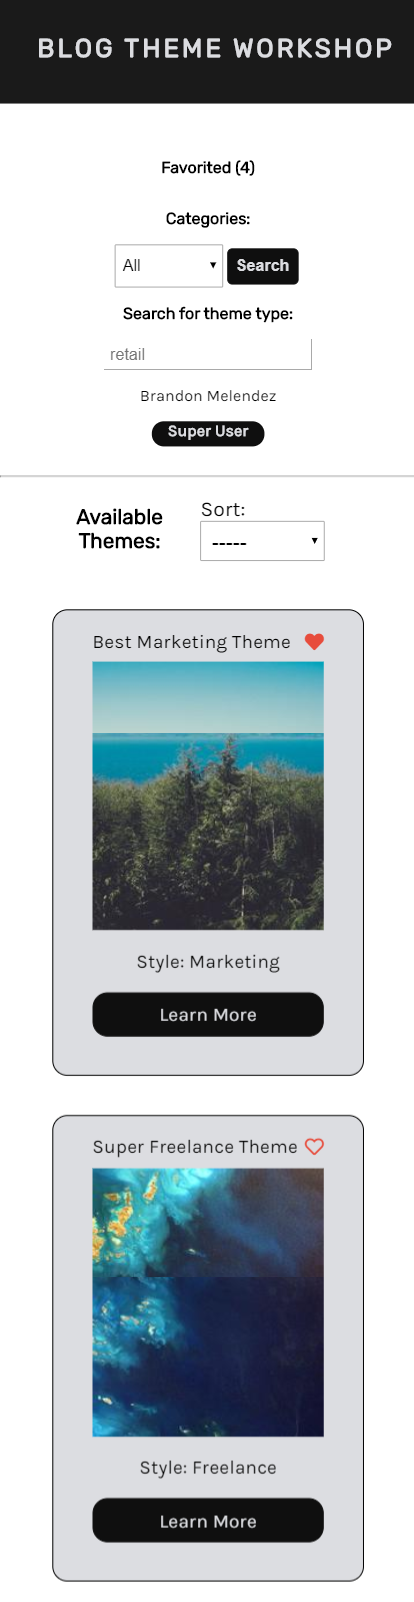 BLOG THEME WORKSHOP
Favorited (4)
Categories:
All
Search
Search for theme type:
retail
Brandon Melendez
Super User
Available
Themes:
Sort:
-----
Best Marketing Theme
Style: Marketing
Learn More
Super Freelance Theme
Style: Freelance
Learn More